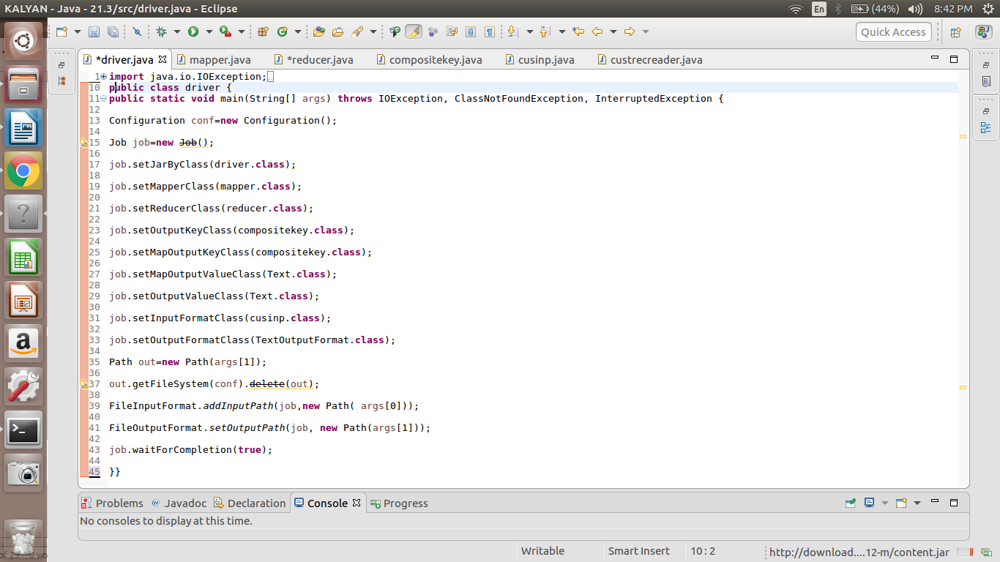 KALYAN - Java - 21.3/src/driver.java - Eclipse
En
(44%)
8:42 PM
Quick Access
*driver.java
mapper.java
*reducer.java
compositekey.java
cusinp.java
custrecreader.java
1 import java.io.IOException;
10 public class driver {
11 public static void main(String[] args) throws IOException, ClassNotFoundException, InterruptedException {
12
13 Configuration conf=new Configuration();
14
15 Job job=new Job();
16
17 job.setJarByClass(driver.class);
18
19 job.setMapperClass(mapper.class);
20
21 job.setReducerClass(reducer.class);
22
23 job.setOutputKeyClass(compositekey.class);
24
25 job.setMapOutputKeyClass(compositekey.class);
26
27 job.setMapOutputValueClass(Text.class);
28
29 job.setOutputValueClass(Text.class);
30
31 job.setInputFormatClass(cusinp.class);
32
33 job.setOutputFormatClass(TextOutputFormat.class);
34
35 Path out=new Path(args[1]);
36
37 out.getFileSystem(conf).delete(out);
38
39 FileInputFormat.addInputPath(job,new Path( args[0]));
40
41 FileOutputFormat.setOutputPath(job, new Path(args[1]));
42
43 job.waitForCompletion(true);
44
45 }}
Problems
@ Javadoc
Declaration
Console
Progress
No consoles to display at this time.
Writable
Smart Insert
10 : 2
http://download....12-m/content.jar